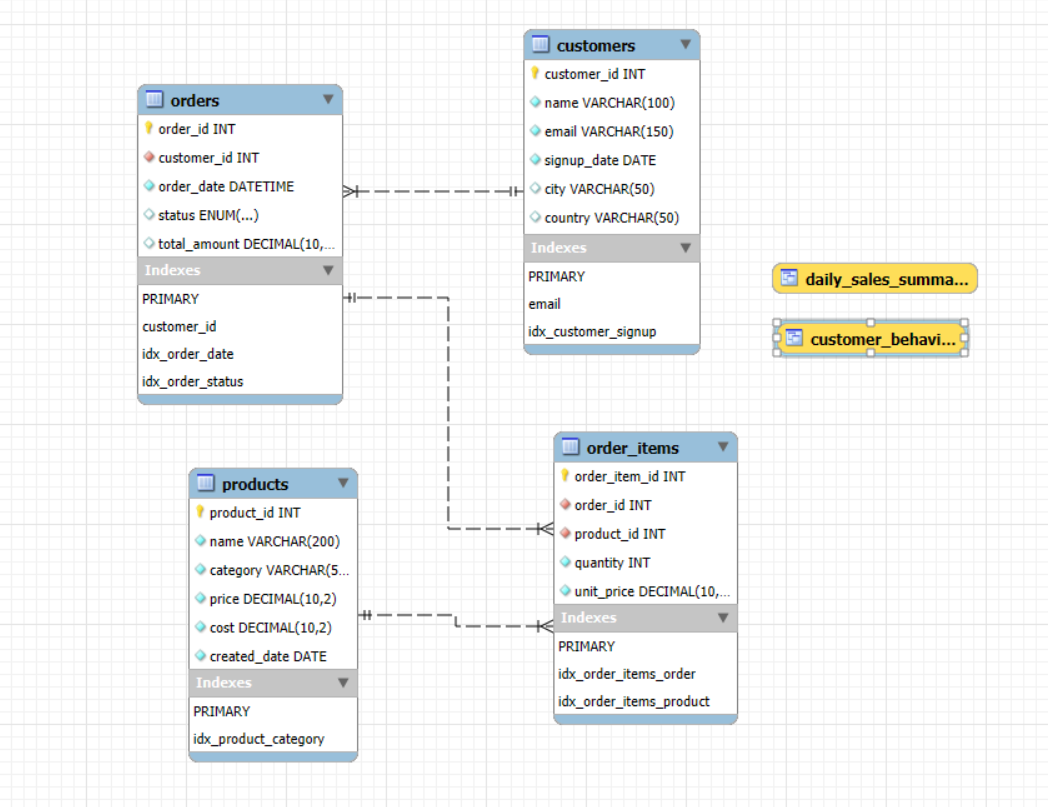 orders
order_id INT
customer_id INT
order_date DATETIME
status ENUM(...)
total_amount DECIMAL(10,...
Indexes
PRIMARY
customer_id
idx_order_date
idx_order_status
customers
customer_id INT
name VARCHAR(100)
email VARCHAR(150)
signup_date DATE
city VARCHAR(50)
country VARCHAR(50)
Indexes
PRIMARY
email
idx_customer_signup
daily_sales_summa...
customer_behavi...
products
product_id INT
name VARCHAR(200)
category VARCHAR(5...
price DECIMAL(10,2)
cost DECIMAL(10,2)
created_date DATE
Indexes
PRIMARY
idx_product_category
order_items
order_item_id INT
order_id INT
product_id INT
quantity INT
unit_price DECIMAL(10,...
Indexes
PRIMARY
idx_order_items_order
idx_order_items_product